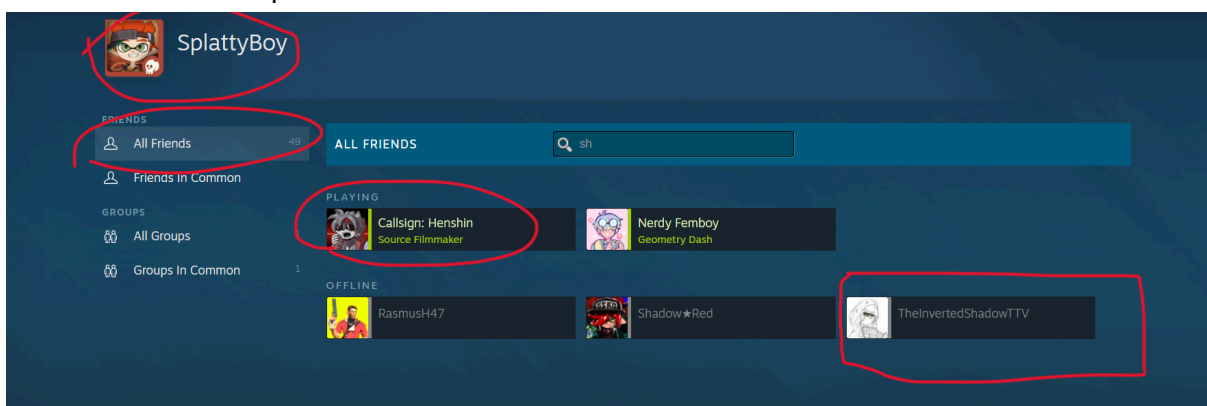 SplattyBoy
FRIENDS
All Friends 49
Friends In Common
GROUPS
All Groups
Groups In Common 1
ALL FRIENDS
sh
PLAYING
Callsign: Henshin
Source Filmmaker
Nerdy Femboy
Geometry Dash
OFFLINE
RasmusH47
Shadow★Red
TheInvertedShadowTTV